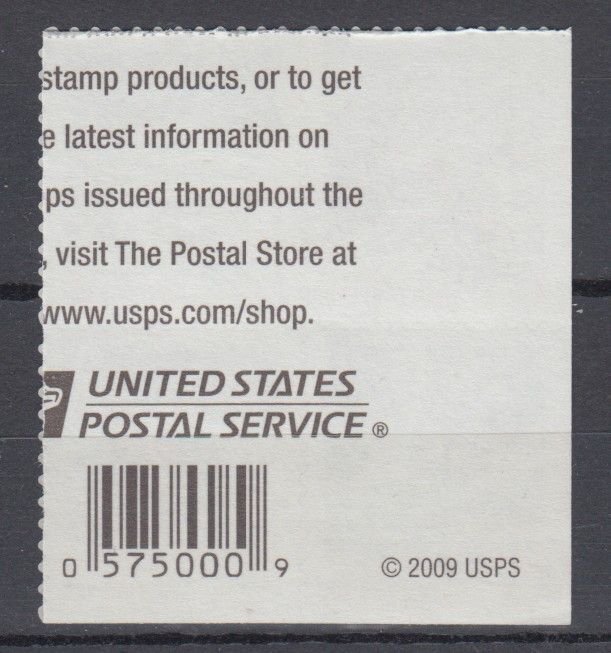 stamp products, or to get
e latest information on
ps issued throughout the
, visit The Postal Store at
www.usps.com/shop.
UNITED STATES
POSTAL SERVICE ®
0 575000 9
© 2009 USPS